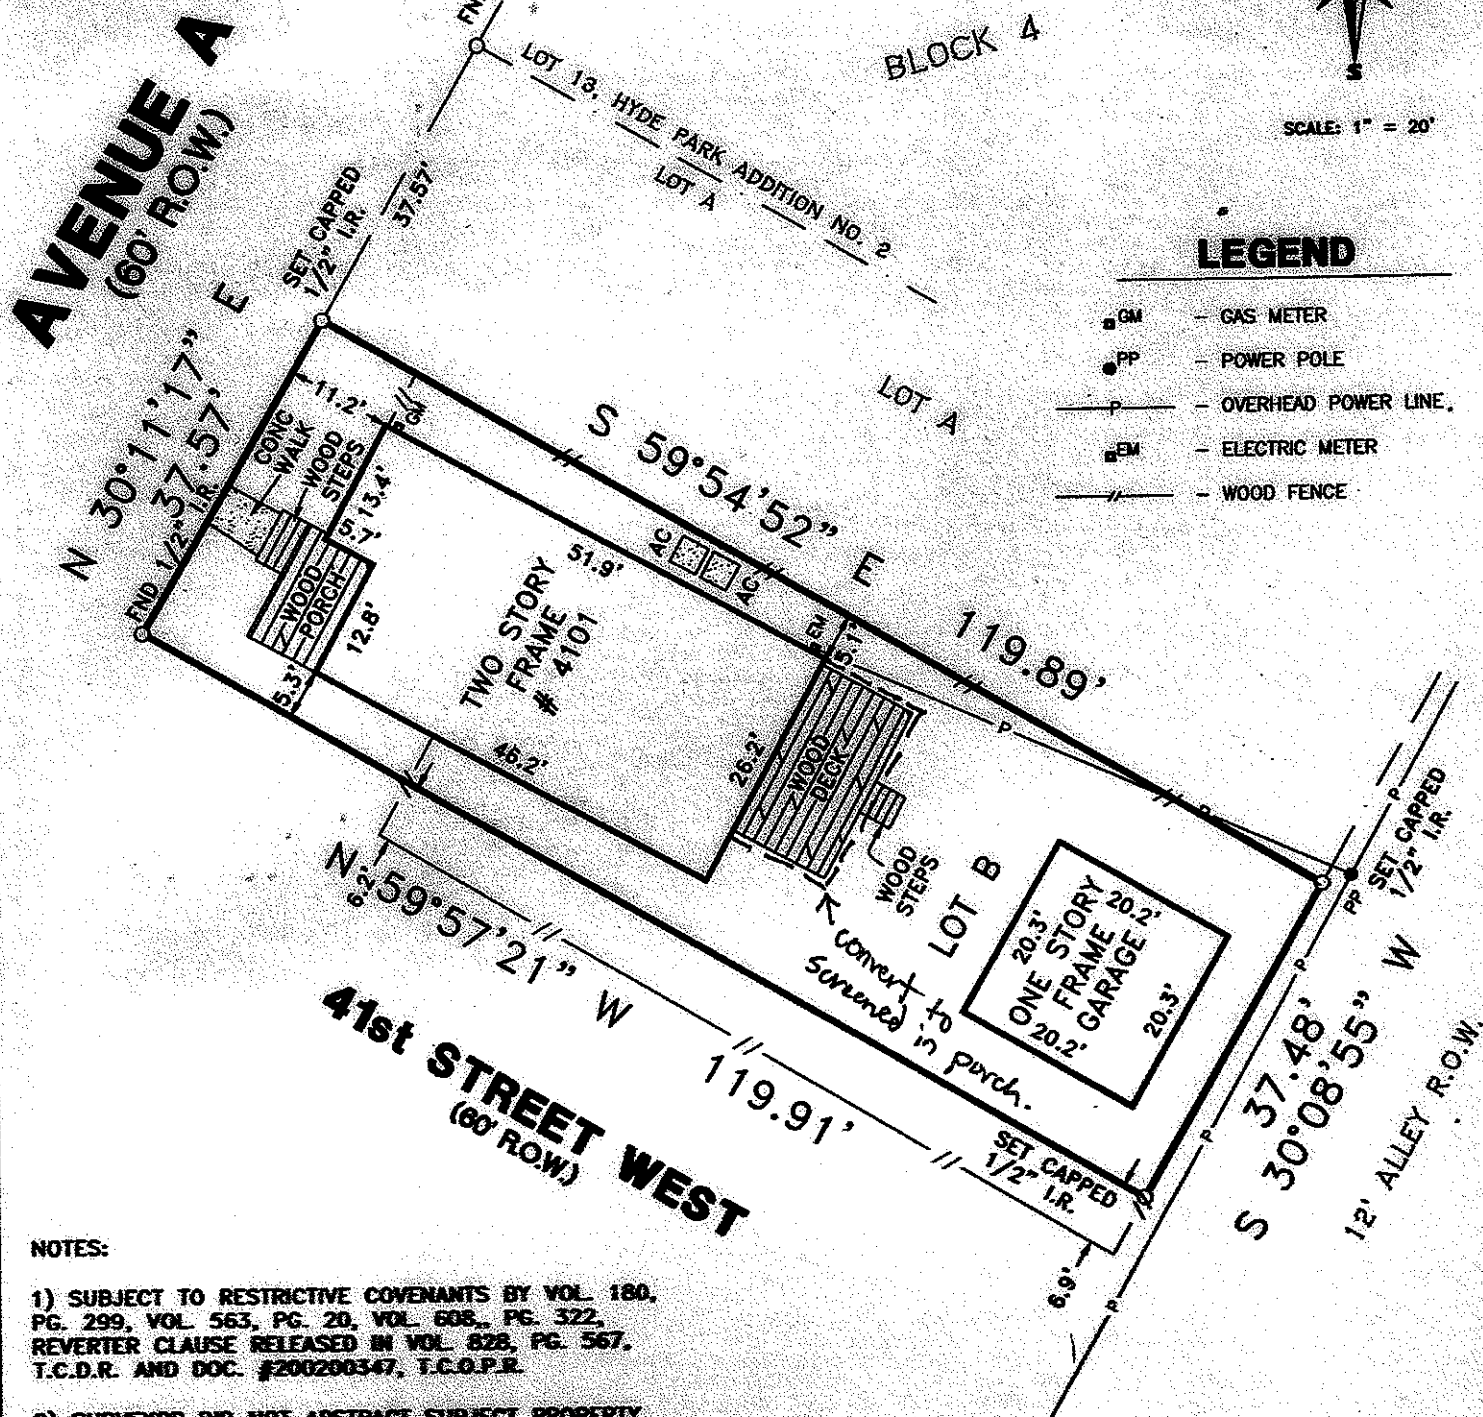 AVENUE A
(60' R.O.W.)
BLOCK 4
S
SCALE: 1" = 20'
LOT 13, HYDE PARK ADDITION NO. 2
LOT A
37.57'
SET CAPPED
1/2" I.R.
LEGEND
GM - GAS METER
PP - POWER POLE
P - OVERHEAD POWER LINE.
EM - ELECTRIC METER
// - WOOD FENCE
N 30°11'17" E
37.57'
FND 1/2" I.R.
11.2'
GM
CONC
WALK
WOOD
STEPS
13.4'
5.7'
WOOD
PORCH
12.8'
5.3'
LOT A
S 59°54'52" E 119.89'
51.9'
AC
AC
EM
5.1'
TWO STORY
FRAME
# 4101
46.2'
26.2'
WOOD
DECK
WOOD
STEPS
P
P
LOT B
convert to
screened in porch.
ONE STORY
FRAME
GARAGE
20.2'
20.3'
20.2'
20.3'
P
SET CAPPED
1/2" I.R.
PP
P
P
P
37.48'
S 30°08'55" W
12' ALLEY R.O.W.
6.2'
N 59°57'21" W
119.91'
41st STREET WEST
(60' R.O.W.)
SET CAPPED
1/2" I.R.
6.9'
NOTES:
1) SUBJECT TO RESTRICTIVE COVENANTS BY VOL. 180,
PG. 299, VOL. 563, PG. 20, VOL. 608,, PG. 322,
REVERTER CLAUSE RELEASED IN VOL. 828, PG. 567,
T.C.D.R. AND DOC. #200200347, T.C.O.P.R.
2) SURVEYOR DID NOT ABSTRACT SUBJECT PROPERTY